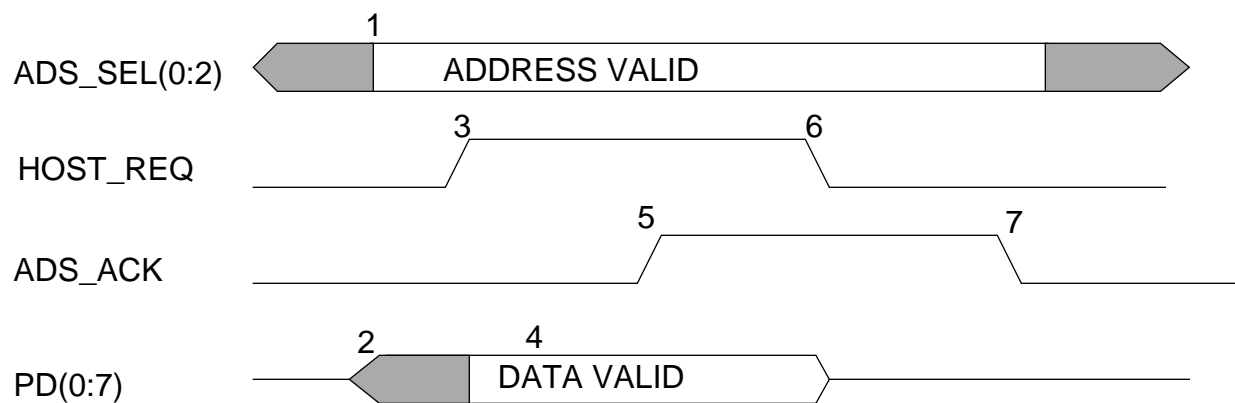 1
ADS_SEL(0:2) ADDRESS VALID
3 6
HOST_REQ
5 7
ADS_ACK
2 4
PD(0:7) DATA VALID